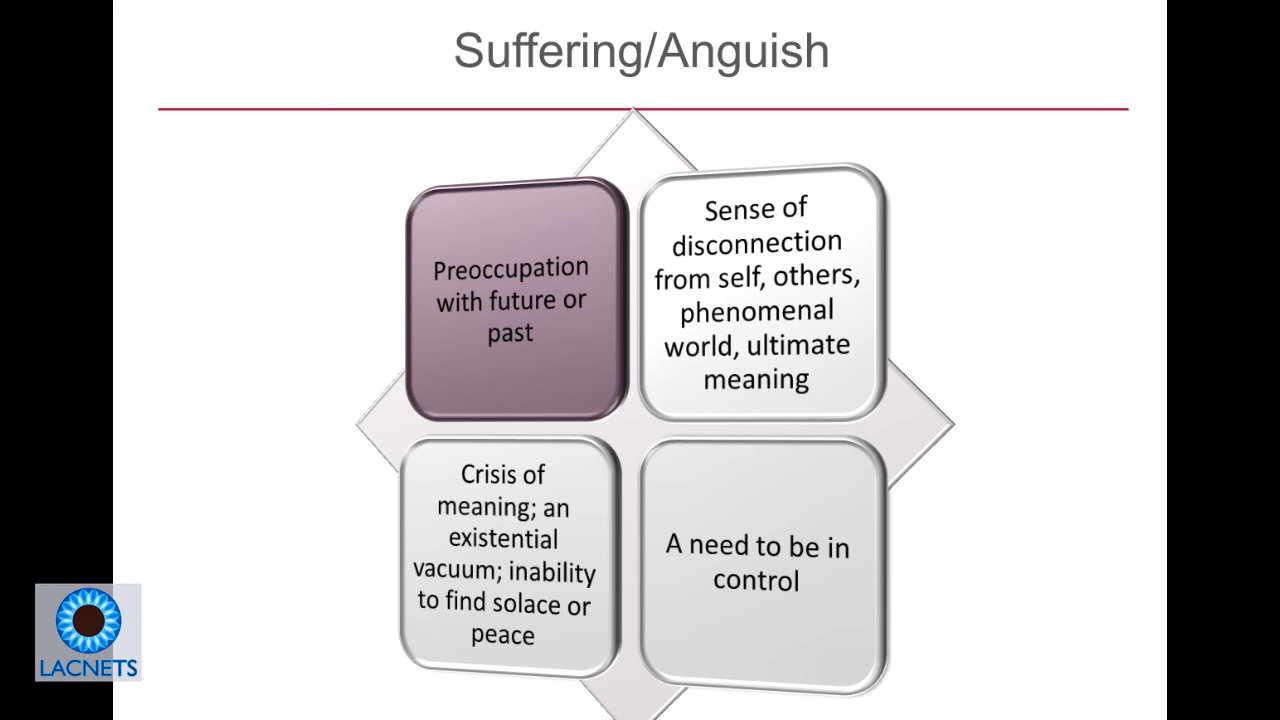 Suffering/Anguish
Preoccupation
with future or
past
Sense of
disconnection
from self, others,
phenomenal
world, ultimate
meaning
Crisis of
meaning; an
existential
vacuum; inability
to find solace or
peace
A need to be in
control
LACNETS